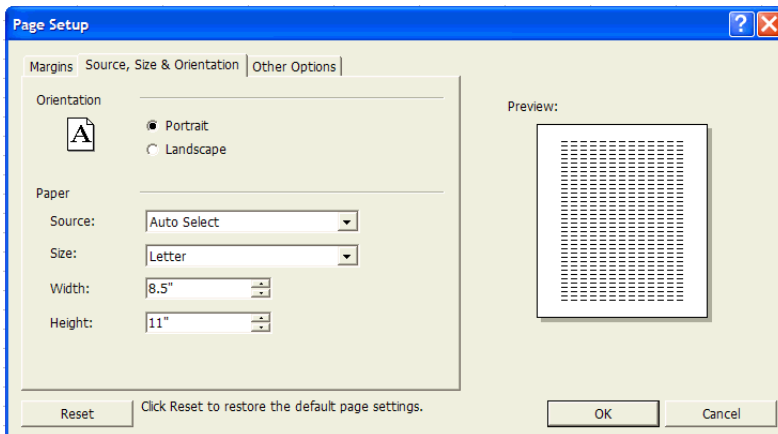 Page Setup
Margins Source, Size & Orientation Other Options
Orientation
A
Portrait
Landscape
Paper
Source: Auto Select
Size: Letter
Width: 8.5"
Height: 11"
Preview:
Reset Click Reset to restore the default page settings.
OK Cancel